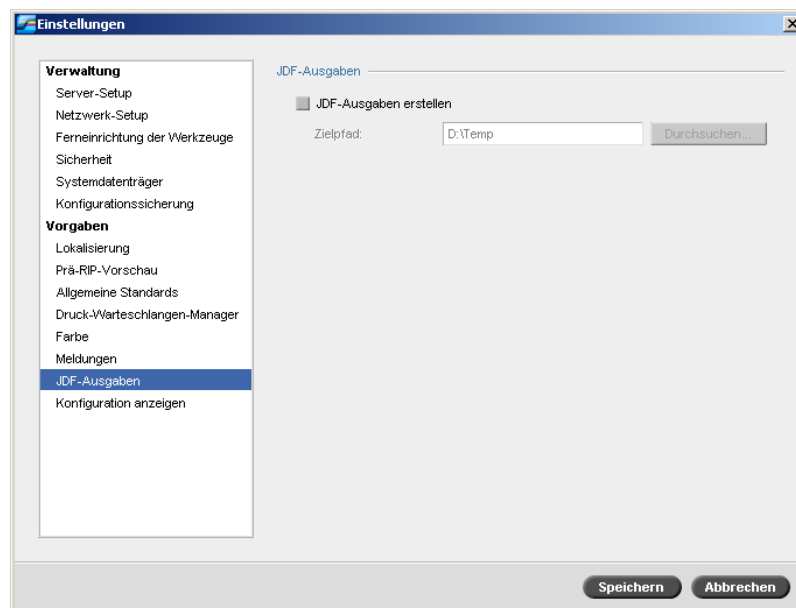 Einstellungen
Verwaltung
Server-Setup
Netzwerk-Setup
Ferneinrichtung der Werkzeuge
Sicherheit
Systemdatenträger
Konfigurationssicherung
Vorgaben
Lokalisierung
Prä-RIP-Vorschau
Allgemeine Standards
Druck-Warteschlangen-Manager
Farbe
Meldungen
JDF-Ausgaben
Konfiguration anzeigen
JDF-Ausgaben
JDF-Ausgaben erstellen
Zielpfad: D:\Temp Durchsuchen...
Speichern Abbrechen